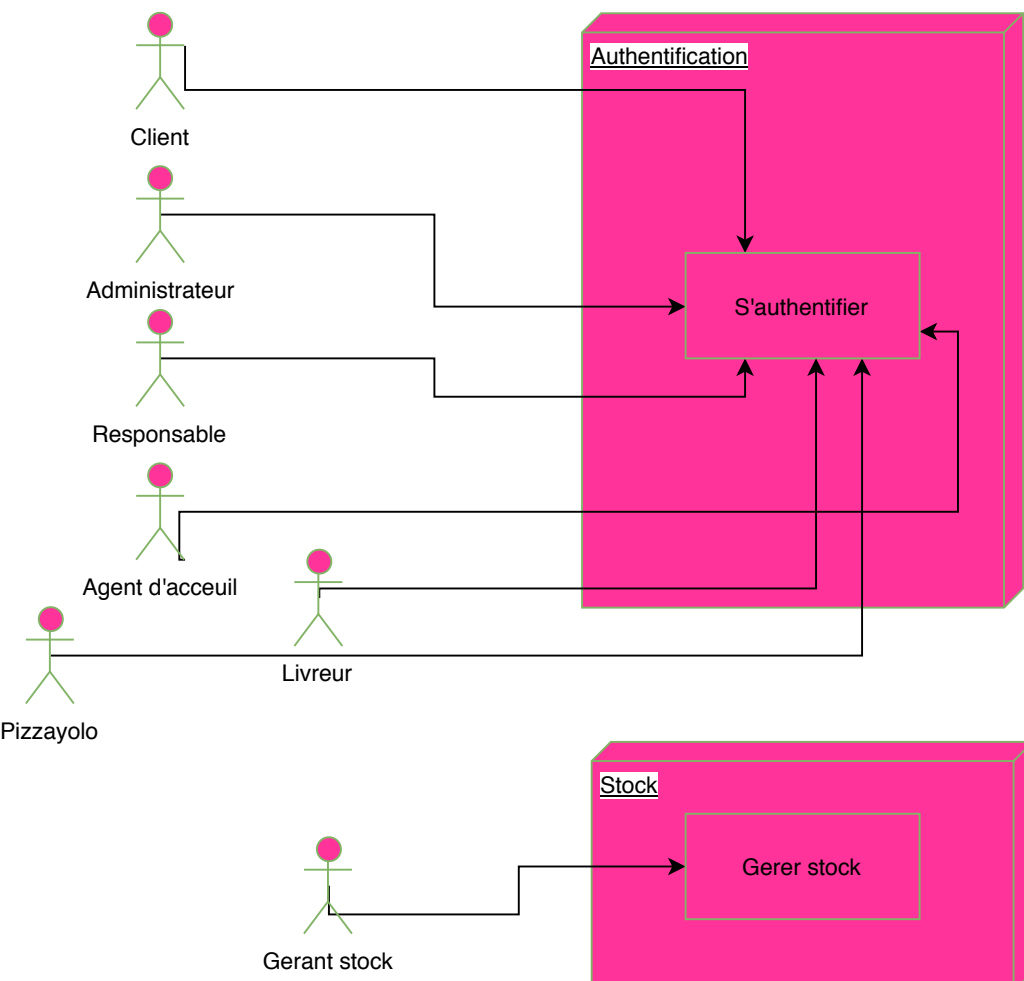 Authentification
Client
Administrateur
S'authentifier
Responsable
Agent d'acceuil
Livreur
Pizzayolo
Stock
Gerer stock
Gerant stock